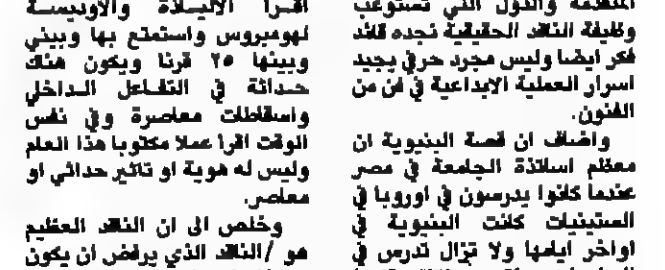 المتقدمة والدول التي تستوعب
وظيفة الناقد الحقيقية نجده قائد
فكر ايضا وليس مجرد حرفي يجيد
اسرار العملية الابداعية في فن من
الفنون.
واضاف ان قصة البنيوية ان
معظم اساتذة الجامعة في مصر
عندما كانوا يدرسون في اوروبا في
الستينيات كانت البنيوية في
اواخر ايامها ولا تزال تدرس في
اقرأ الالياذة والاوديسة
لهوميروس واستمتع بها وبيني
وبينها ٢٥ قرنا ويكون هناك
حداثة في التفاعل الداخلي
واسقاطات معاصرة وفي نفس
الوقت اقرأ عملا مكتوبا هذا العام
وليس له هوية او تاثير حداثي او
معاصر.
وخلص الى ان الناقد العظيم
هو /الناقد الذي يرفض ان يكون